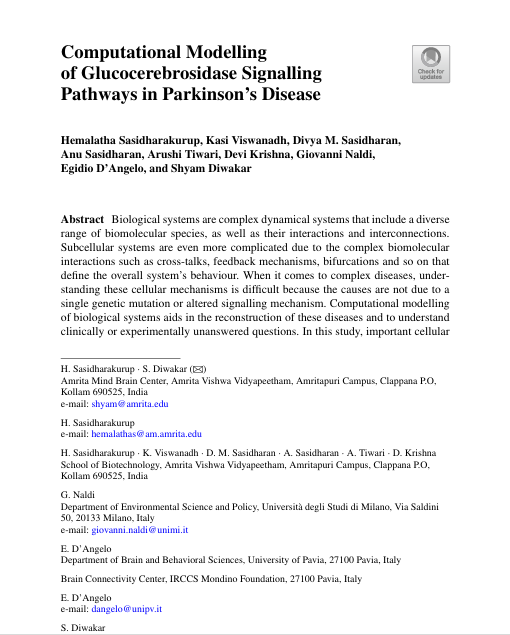 Computational Modelling
of Glucocerebrosidase Signalling
Pathways in Parkinson's Disease
Check for
updates
Hemalatha Sasidharakurup, Kasi Viswanadh, Divya M. Sasidharan,
Anu Sasidharan, Arushi Tiwari, Devi Krishna, Giovanni Naldi,
Egidio D'Angelo, and Shyam Diwakar
Abstract Biological systems are complex dynamical systems that include a diverse
range of biomolecular species, as well as their interactions and interconnections.
Subcellular systems are even more complicated due to the complex biomolecular
interactions such as cross-talks, feedback mechanisms, bifurcations and so on that
define the overall system's behaviour. When it comes to complex diseases, under-
standing these cellular mechanisms is difficult because the causes are not due to a
single genetic mutation or altered signalling mechanism. Computational modelling
of biological systems aids in the reconstruction of these diseases and to understand
clinically or experimentally unanswered questions. In this study, important cellular
H. Sasidharakurup · S. Diwakar (✉)
Amrita Mind Brain Center, Amrita Vishwa Vidyapeetham, Amritapuri Campus, Clappana P.O,
Kollam 690525, India
e-mail: shyam@amrita.edu
H. Sasidharakurup
e-mail: hemalathas@am.amrita.edu
H. Sasidharakurup · K. Viswanadh · D. M. Sasidharan · A. Sasidharan · A. Tiwari · D. Krishna
School of Biotechnology, Amrita Vishwa Vidyapeetham, Amritapuri Campus, Clappana P.O,
Kollam 690525, India
G. Naldi
Department of Environmental Science and Policy, Università degli Studi di Milano, Via Saldini
50, 20133 Milano, Italy
e-mail: giovanni.naldi@unimi.it
E. D'Angelo
Department of Brain and Behavioral Sciences, University of Pavia, 27100 Pavia, Italy
Brain Connectivity Center, IRCCS Mondino Foundation, 27100 Pavia, Italy
E. D'Angelo
e-mail: dangelo@unipv.it
S. Diwakar